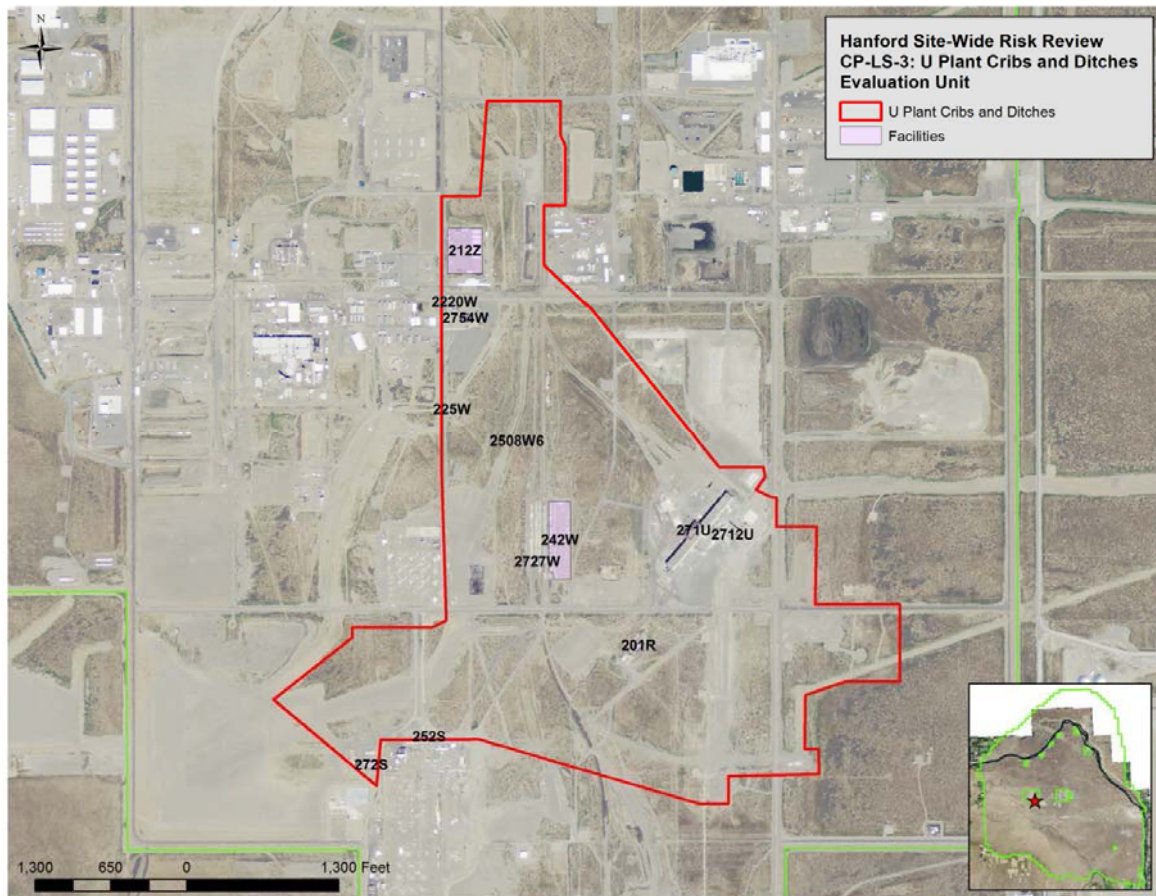 N
Hanford Site-Wide Risk Review
CP-LS-3: U Plant Cribs and Ditches
Evaluation Unit
U Plant Cribs and Ditches
Facilities
212Z
2220W
2754W
225W
2508W6
271U
2712U
242W
2727W
201R
252S
272S
1,300 650 0 1,300 Feet